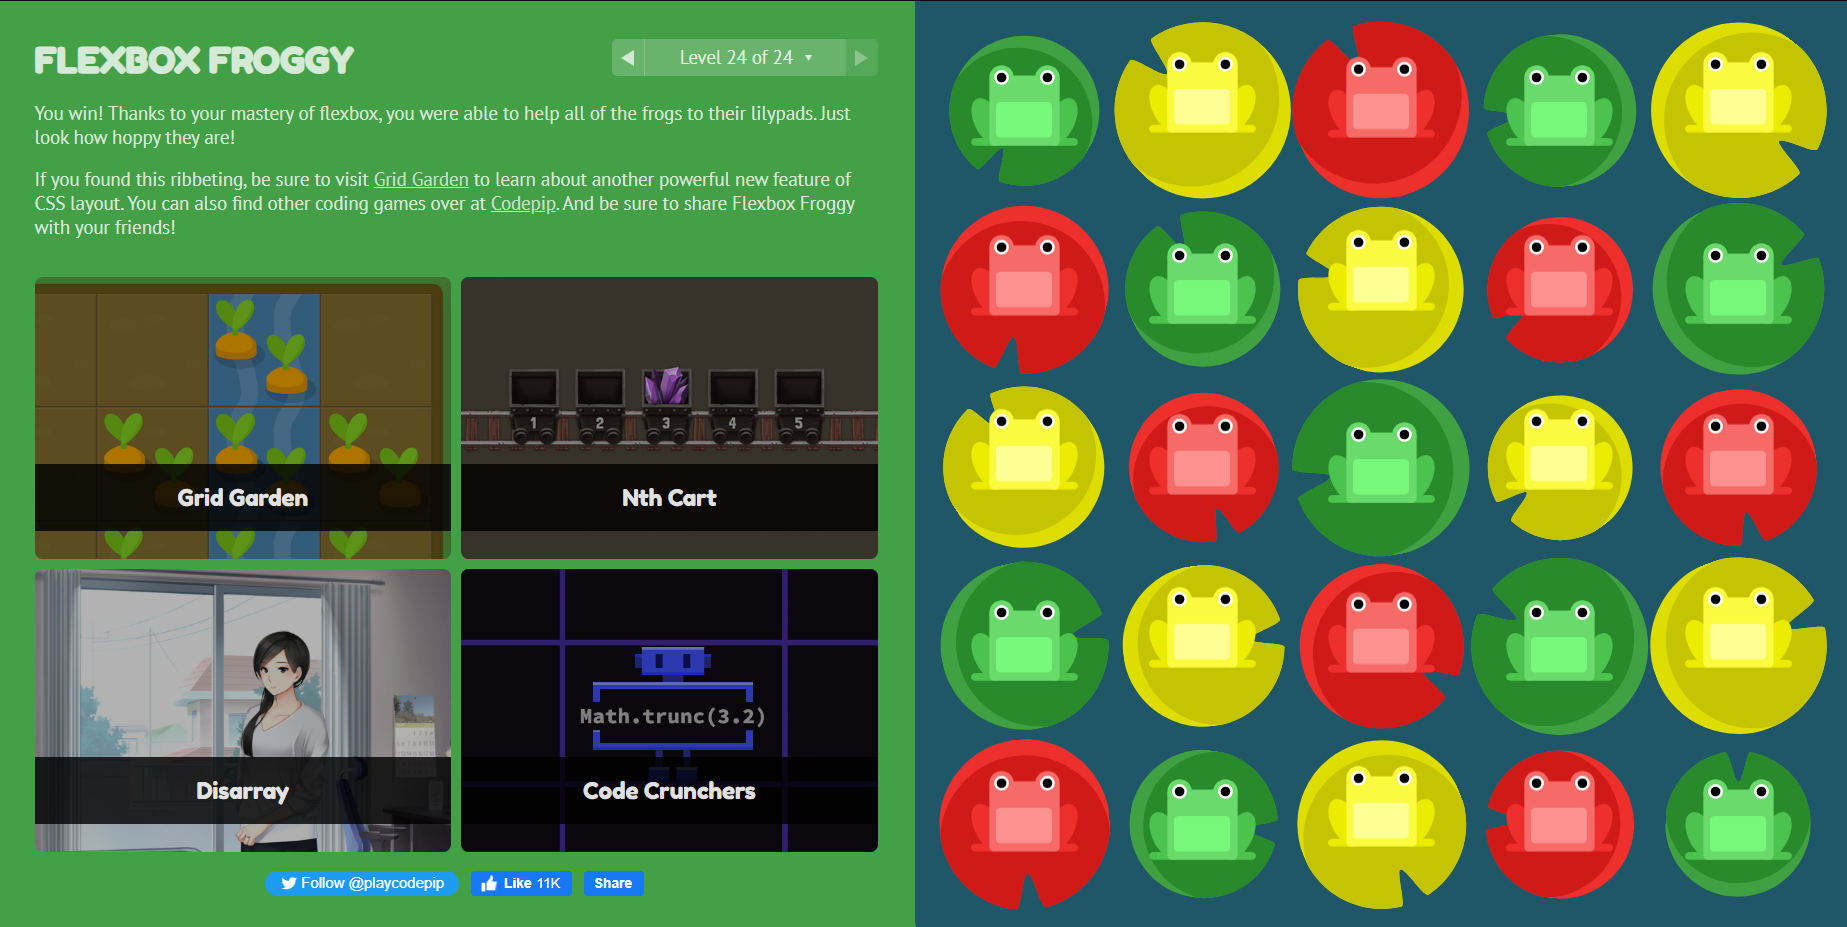 FLEXBOX FROGGY
◀ Level 24 of 24 ▾ ▶
You win! Thanks to your mastery of flexbox, you were able to help all of the frogs to their lilypads. Just
look how hoppy they are!
If you found this ribbeting, be sure to visit Grid Garden to learn about another powerful new feature of
CSS layout. You can also find other coding games over at Codepip. And be sure to share Flexbox Froggy
with your friends!
1 2 3 4 5
Grid Garden
Nth Cart
Math.trunc(3.2)
Disarray
Code Crunchers
Follow @playcodepip
Like 11K
Share